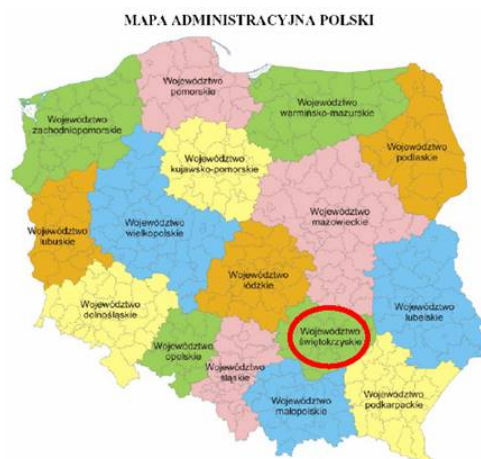 MAPA ADMINISTRACYJNA POLSKI
Województwo
pomorskie
Województwo
zachodniopomorskie
Województwo
warmińsko-mazurskie
Województwo
podlaskie
Województwo
kujawsko-pomorskie
Województwo
mazowieckie
Województwo
lubuskie
Województwo
wielkopolskie
Województwo
łódzkie
Województwo
dolnośląskie
Województwo
lubelskie
Województwo
świętokrzyskie
Województwo
opolskie
Województwo
śląskie
Województwo
małopolskie
Województwo
podkarpackie